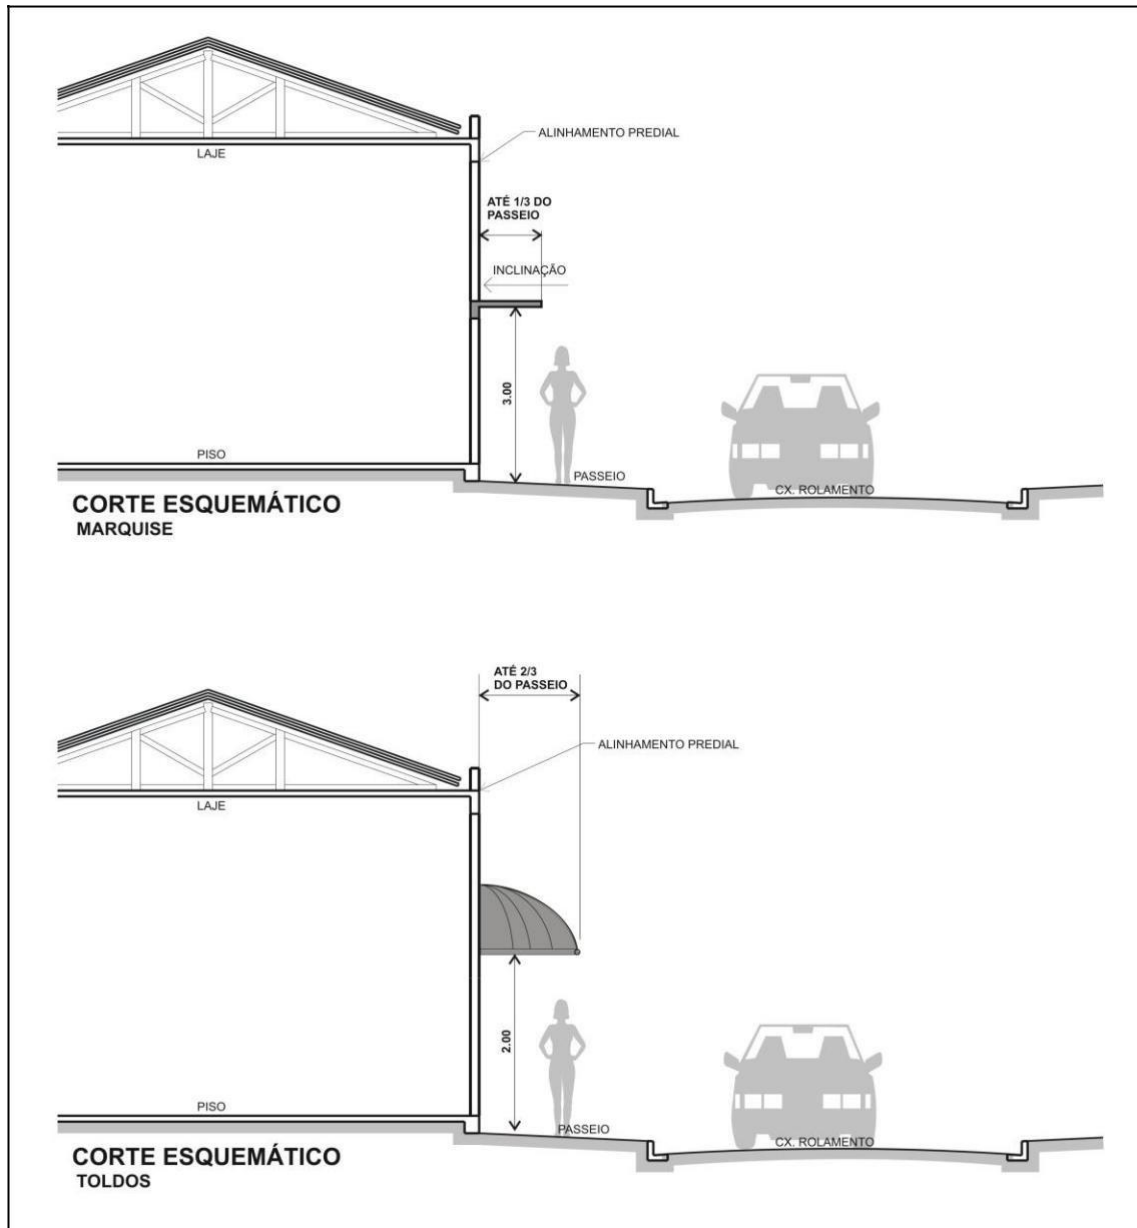 LAJE
ALINHAMENTO PREDIAL
ATÉ 1/3 DO
PASSEIO
INCLINAÇÃO
3.00
PISO
PASSEIO
CX. ROLAMENTO
CORTE ESQUEMÁTICO
MARQUISE
ATÉ 2/3
DO PASSEIO
ALINHAMENTO PREDIAL
LAJE
2.00
PISO
PASSEIO
CX. ROLAMENTO
CORTE ESQUEMÁTICO
TOLDOS